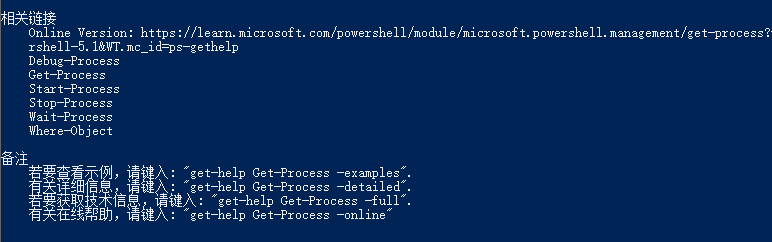 相关链接
Online Version: https://learn.microsoft.com/powershell/module/microsoft.powershell.management/get-process?
rshell-5.1&WT.mc_id=ps-gethelp
Debug-Process
Get-Process
Start-Process
Stop-Process
Wait-Process
Where-Object
备注
若要查看示例，请键入: "get-help Get-Process -examples".
有关详细信息，请键入: "get-help Get-Process -detailed".
若要获取技术信息，请键入: "get-help Get-Process -full".
有关在线帮助，请键入: "get-help Get-Process -online"